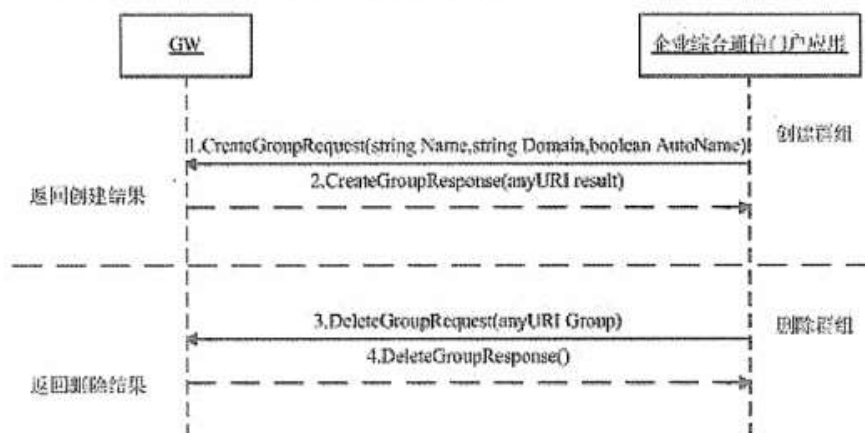 GW
企业综合通信门户应用
创建群组
1.CreateGroupRequest(string Name,string Domain,boolean AutoName)
2.CreateGroupResponse(anyURI result)
返回创建结果
3.DeleteGroupRequest(anyURI Group)
删除群组
4.DeleteGroupResponse()
返回删除结果